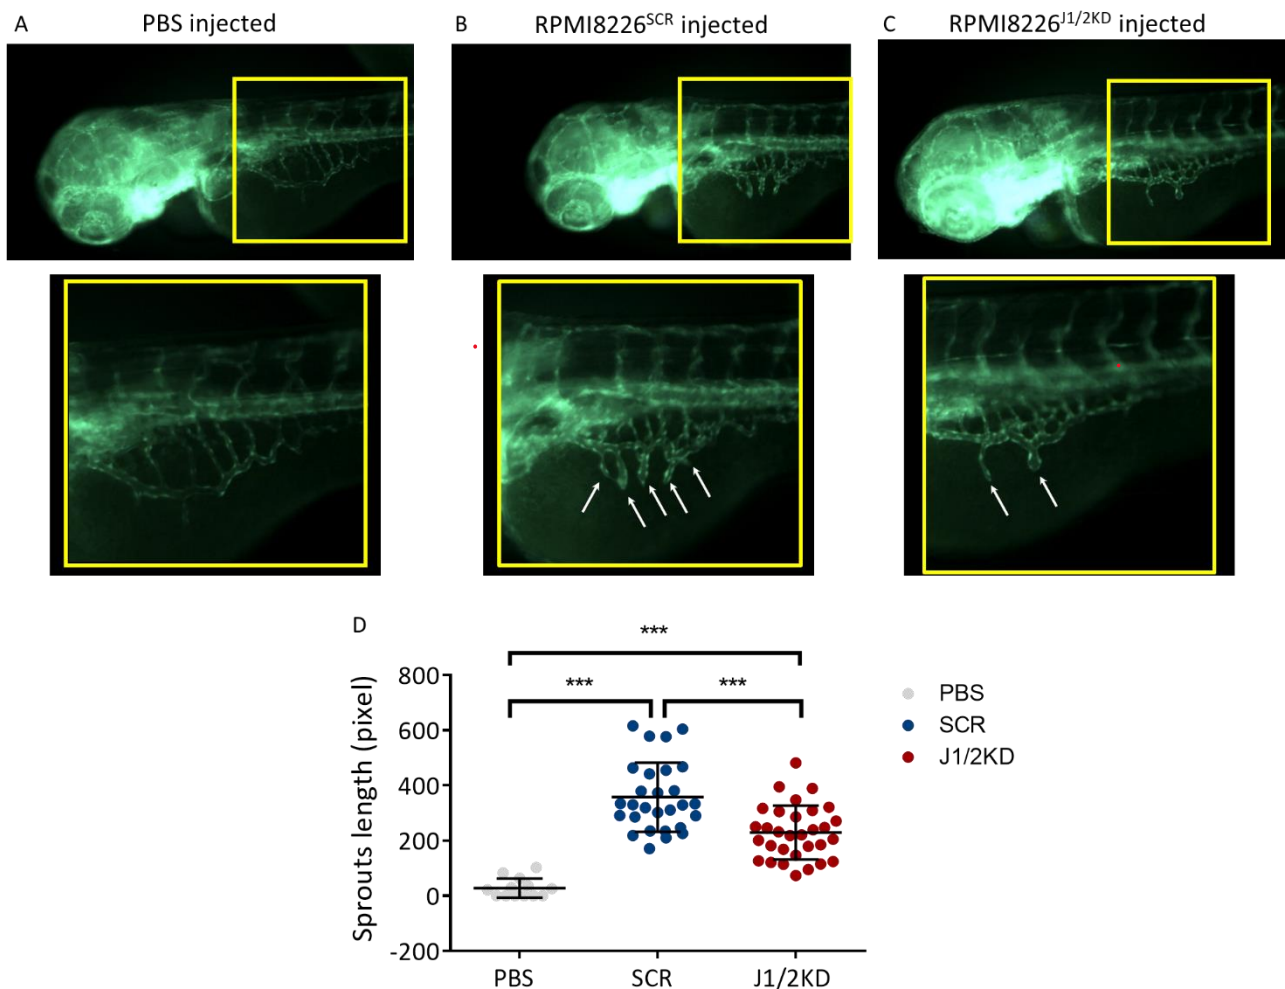 A PBS injected
B RPMI8226SCR injected
C RPMI8226J1/2KD injected
D
***
*** ***
Sprouts length (pixel)
800
600
400
200
0
-200
PBS SCR J1/2KD
PBS
SCR
J1/2KD